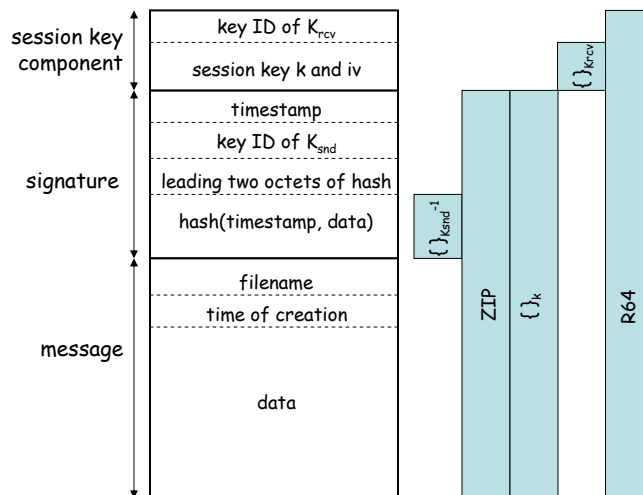 session key
component
key ID of Krcv
session key k and iv
signature
timestamp
key ID of Ksnd
leading two octets of hash
hash(timestamp, data)
message
filename
time of creation
data
{ }Ksnd-1
ZIP
{ }k
{ }Krcv
R64